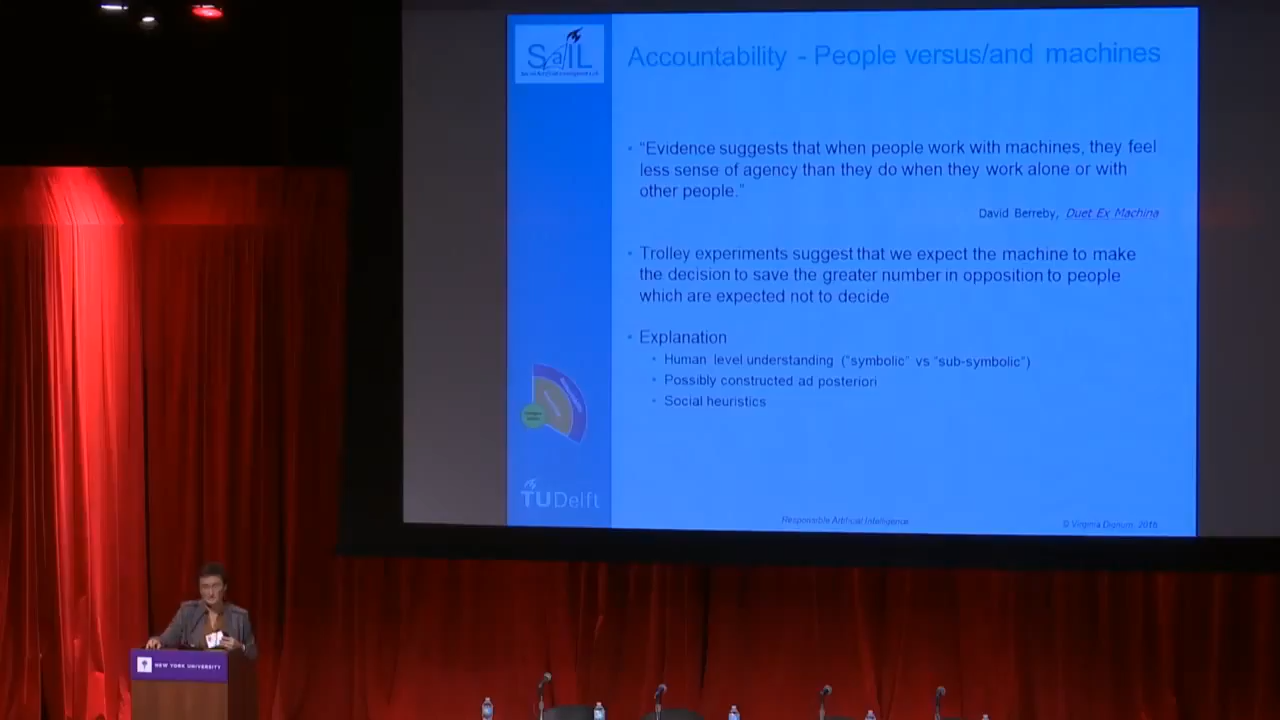 SaIL
Accountability - People versus/and machines
"Evidence suggests that when people work with machines, they feel
less sense of agency than they do when they work alone or with
other people."
David Berreby, Duet Ex Machina
Trolley experiments suggest that we expect the machine to make
the decision to save the greater number in opposition to people
which are expected not to decide
Explanation
Human level understanding ("symbolic" vs "sub-symbolic")
Possibly constructed ad posteriori
Social heuristics
TUDelft
Responsible Artificial Intelligence
© Virginia Dignum, 2016
NEW YORK UNIVERSITY